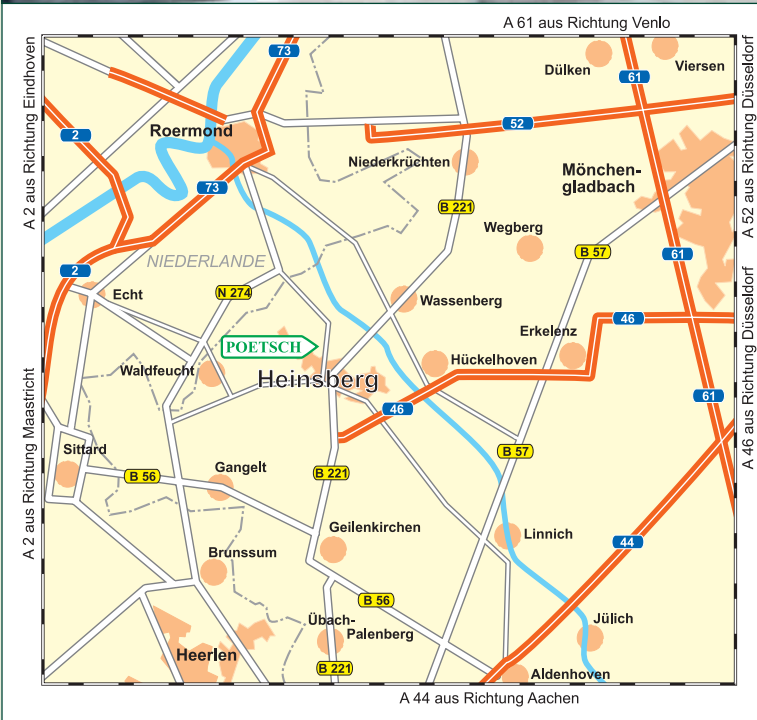 A 61 aus Richtung Venlo
73
61
Dülken
Viersen
2
52
Roermond
Niederkrüchten
Mönchen-
gladbach
73
B 221
Wegberg
B 57
61
NIEDERLANDE
2
Echt
N 274
Wassenberg
46
Erkelenz
POETSCH
Waldfeucht
Hückelhoven
Heinsberg
46
61
Sittard
B 56
Gangelt
B 221
B 57
Geilenkirchen
Linnich
44
Brunssum
B 56
Übach-
Palenberg
Jülich
Heerlen
B 221
Aldenhoven
A 44 aus Richtung Aachen
A 2 aus Richtung Eindhoven
A 2 aus Richtung Maastricht
A 52 aus Richtung Düsseldorf
A 46 aus Richtung Düsseldorf